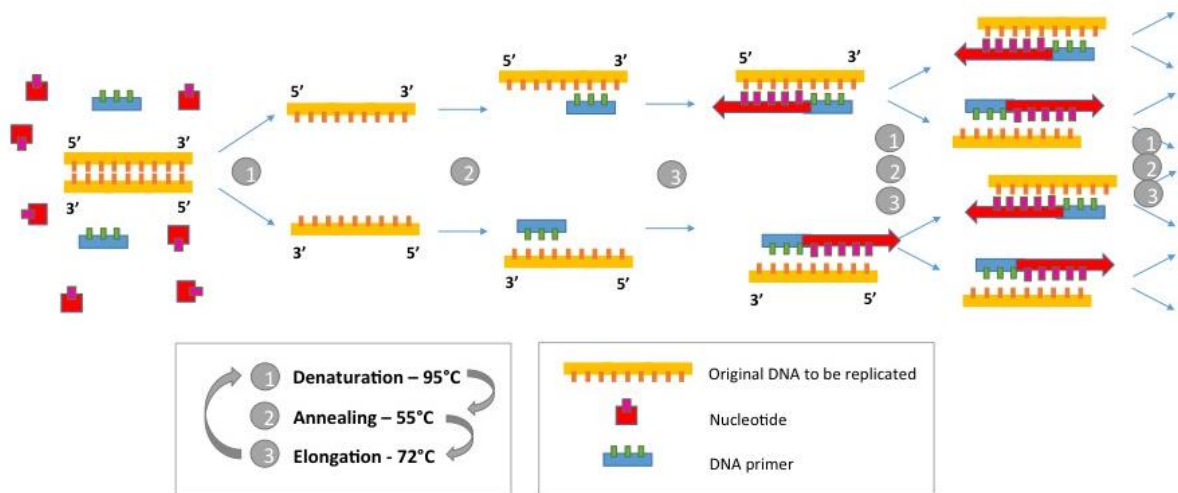 5’ 3’
3’ 5’
1
5’ 3’
3’ 5’
2
5’ 3’
3’ 5’
3
5’ 3’
3’ 5’
1
2
3
1
2
3
1 Denaturation – 95°C
2 Annealing – 55°C
3 Elongation - 72°C
Original DNA to be replicated
Nucleotide
DNA primer